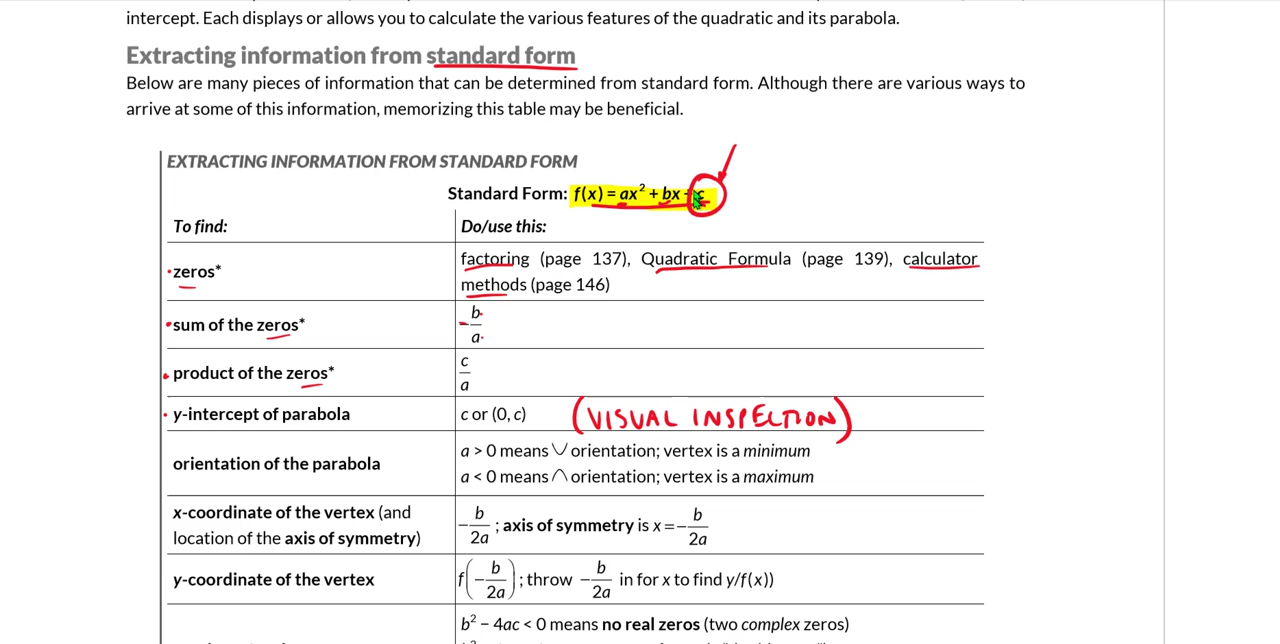 intercept. Each displays or allows you to calculate the various features of the quadratic and its parabola.
Extracting information from standard form
Below are many pieces of information that can be determined from standard form. Although there are various ways to
arrive at some of this information, memorizing this table may be beneficial.
EXTRACTING INFORMATION FROM STANDARD FORM
Standard Form: f(x) = ax² + bx + c
To find: Do/use this:
zeros* factoring (page 137), Quadratic Formula (page 139), calculator
methods (page 146)
sum of the zeros* -b/a
product of the zeros* c/a
y-intercept of parabola c or (0, c) (VISUAL INSPECTION)
orientation of the parabola
a > 0 means ∪ orientation; vertex is a minimum
a < 0 means ∩ orientation; vertex is a maximum
x-coordinate of the vertex (and
location of the axis of symmetry)
-b/2a ; axis of symmetry is x = -b/2a
y-coordinate of the vertex f(-b/2a) ; throw -b/2a in for x to find y/f(x))
b² – 4ac < 0 means no real zeros (two complex zeros)